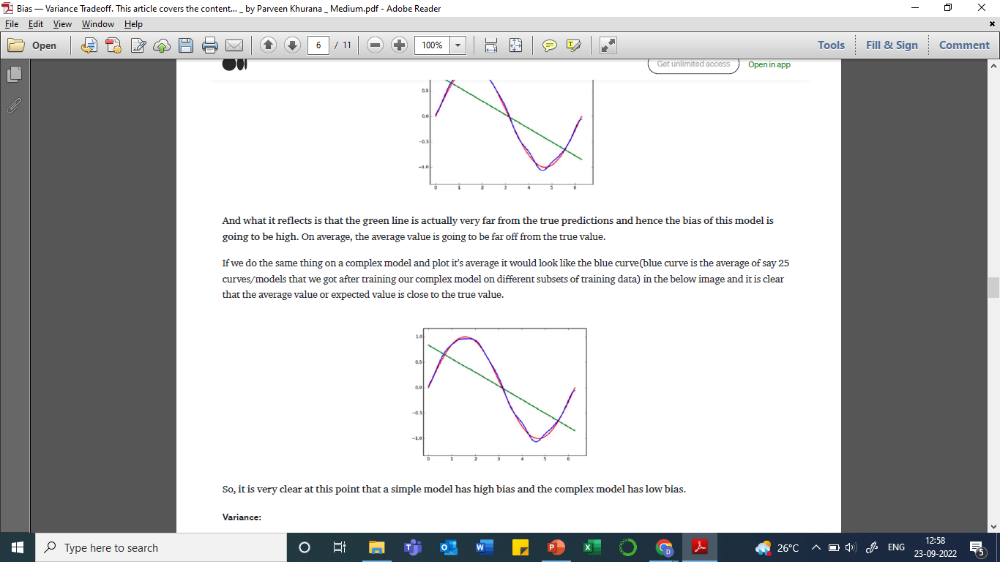 Bias — Variance Tradeoff. This article covers the content... _ by Parveen Khurana _ Medium.pdf - Adobe Reader
File Edit View Window Help
Open 6 / 11 100% Tools Fill & Sign Comment
Get unlimited access Open in app
0.5
0.0
−0.5
−1.0
0 1 2 3 4 5 6
And what it reflects is that the green line is actually very far from the true predictions and hence the bias of this model is
going to be high. On average, the average value is going to be far off from the true value.
If we do the same thing on a complex model and plot it's average it would look like the blue curve(blue curve is the average of say 25
curves/models that we got after training our complex model on different subsets of training data) in the below image and it is clear
that the average value or expected value is close to the true value.
1.0
0.5
0.0
−0.5
−1.0
0 1 2 3 4 5 6
So, it is very clear at this point that a simple model has high bias and the complex model has low bias.
Variance:
Type here to search
26°C ENG 12:58
23-09-2022
5